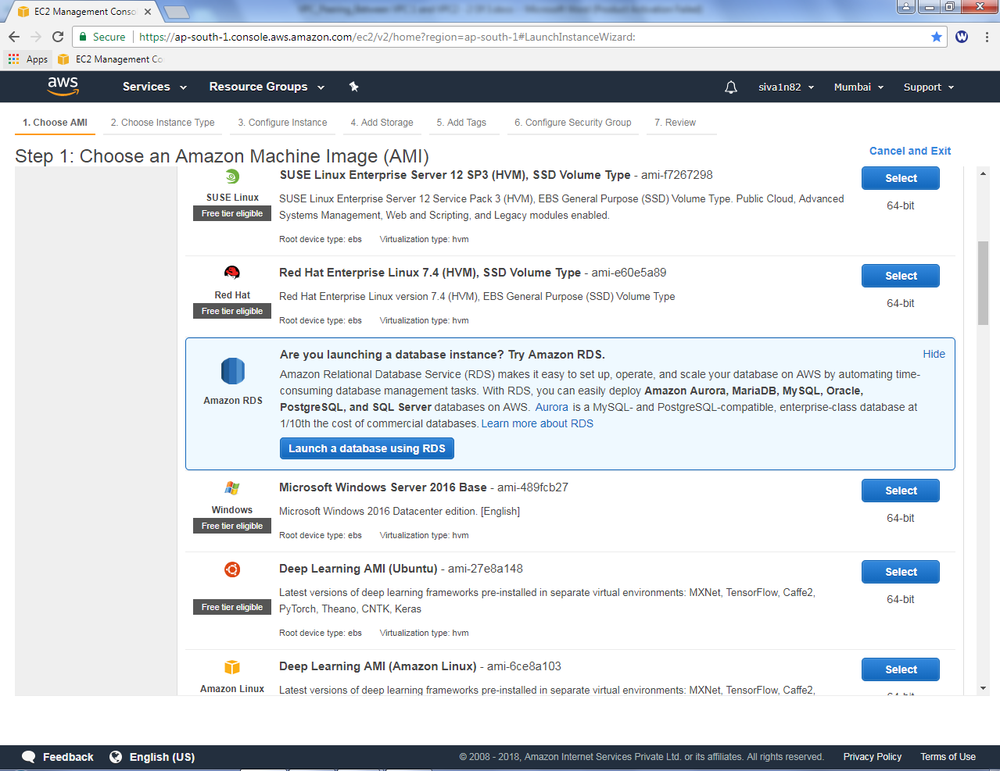 EC2 Management Conso
Secure https://ap-south-1.console.aws.amazon.com/ec2/v2/home?region=ap-south-1#LaunchInstanceWizard:
Apps EC2 Management Co
aws Services Resource Groups siva1n82 Mumbai Support
1. Choose AMI 2. Choose Instance Type 3. Configure Instance 4. Add Storage 5. Add Tags 6. Configure Security Group 7. Review
Step 1: Choose an Amazon Machine Image (AMI) Cancel and Exit
SUSE Linux Enterprise Server 12 SP3 (HVM), SSD Volume Type - ami-f7267298 Select
SUSE Linux
Free tier eligible
SUSE Linux Enterprise Server 12 Service Pack 3 (HVM), EBS General Purpose (SSD) Volume Type. Public Cloud, Advanced
Systems Management, Web and Scripting, and Legacy modules enabled.
64-bit
Root device type: ebs Virtualization type: hvm
Red Hat Enterprise Linux 7.4 (HVM), SSD Volume Type - ami-e60e5a89 Select
Red Hat
Free tier eligible
Red Hat Enterprise Linux version 7.4 (HVM), EBS General Purpose (SSD) Volume Type
64-bit
Root device type: ebs Virtualization type: hvm
Are you launching a database instance? Try Amazon RDS. Hide
Amazon RDS
Amazon Relational Database Service (RDS) makes it easy to set up, operate, and scale your database on AWS by automating time-
consuming database management tasks. With RDS, you can easily deploy Amazon Aurora, MariaDB, MySQL, Oracle,
PostgreSQL, and SQL Server databases on AWS. Aurora is a MySQL- and PostgreSQL-compatible, enterprise-class database at
1/10th the cost of commercial databases. Learn more about RDS
Launch a database using RDS
Microsoft Windows Server 2016 Base - ami-489fcb27 Select
Windows
Free tier eligible
Microsoft Windows 2016 Datacenter edition. [English]
64-bit
Root device type: ebs Virtualization type: hvm
Deep Learning AMI (Ubuntu) - ami-27e8a148 Select
Free tier eligible
Latest versions of deep learning frameworks pre-installed in separate virtual environments: MXNet, TensorFlow, Caffe2,
PyTorch, Theano, CNTK, Keras
64-bit
Root device type: ebs Virtualization type: hvm
Deep Learning AMI (Amazon Linux) - ami-6ce8a103 Select
Amazon Linux
Latest versions of deep learning frameworks pre-installed in separate virtual environments: MXNet, TensorFlow, Caffe2,
64-bit
Feedback English (US) © 2008 - 2018, Amazon Internet Services Private Ltd. or its affiliates. All rights reserved. Privacy Policy Terms of Use